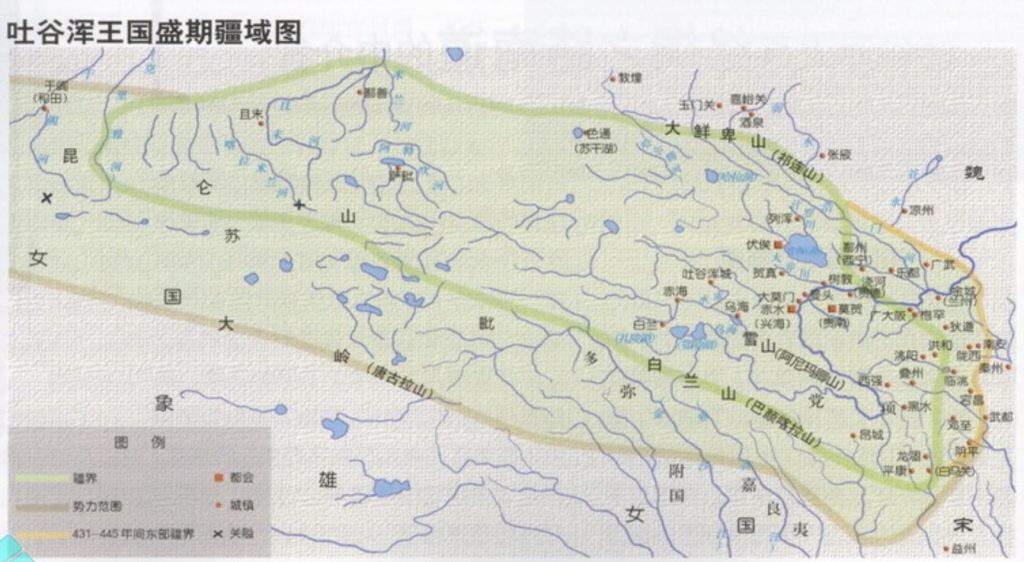 吐谷浑王国盛期疆域图
于阗
(和田)
且末
鄯善
敦煌
玉门关
嘉峪关
酒泉
色通
(苏干湖)
大鲜卑山
(祁连山)
张掖
魏
昆
仑
山
苏
女
国
大
岭
(唐古拉山)
毗
凉州
列浑
伏俟
贺真
鄯州
(西宁)
树敦
浇河
(贵德)
乐都
广武
金城
(兰州)
吐谷浑城
赤海
大莫门
曼头
赤水
(兴海)
莫贺
(贵南)
广大阪
枹罕
狄道
乌海
白兰
雪山
(阿尼玛卿山)
洪和
洮阳
陇西
南安
秦州
西强
叠州
临洮
宕昌
党
项
黑水
武都
邓至
昂城
龙涸
平康
阴平
(白马关)
白
兰
山
(巴颜喀拉山)
多
弥
象
雄
附
国
女
国
嘉
良
夷
宋
益州
图 例
疆界
势力范围
431-445年间东部疆界
都会
城镇
关隘